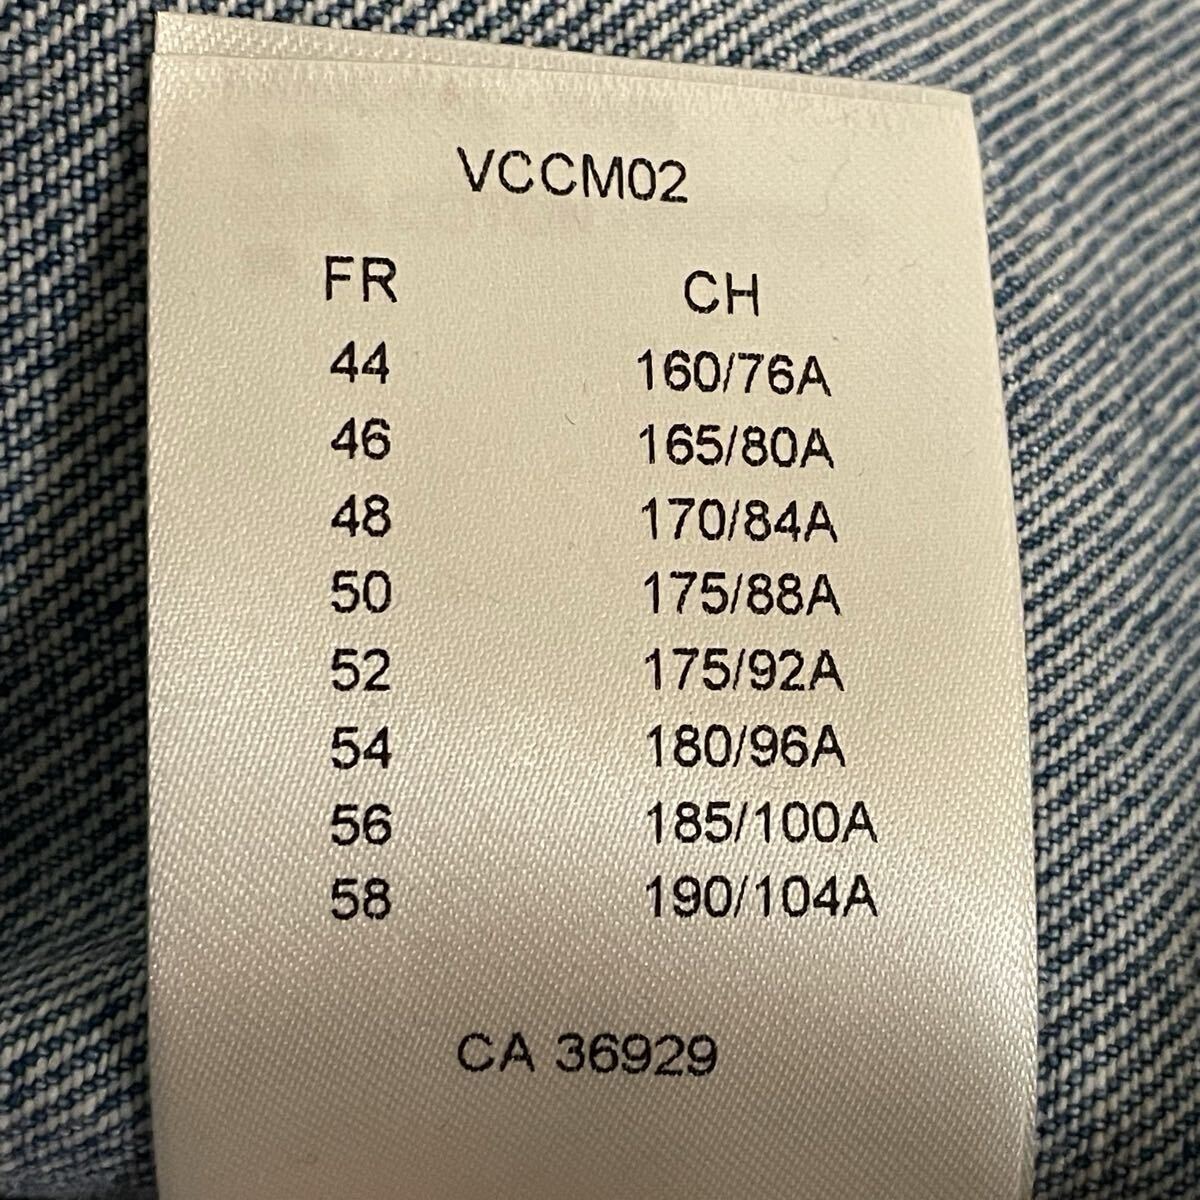 VCCM02
FR CH
44 160/76A
46 165/80A
48 170/84A
50 175/88A
52 175/92A
54 180/96A
56 185/100A
58 190/104A
CA 36929